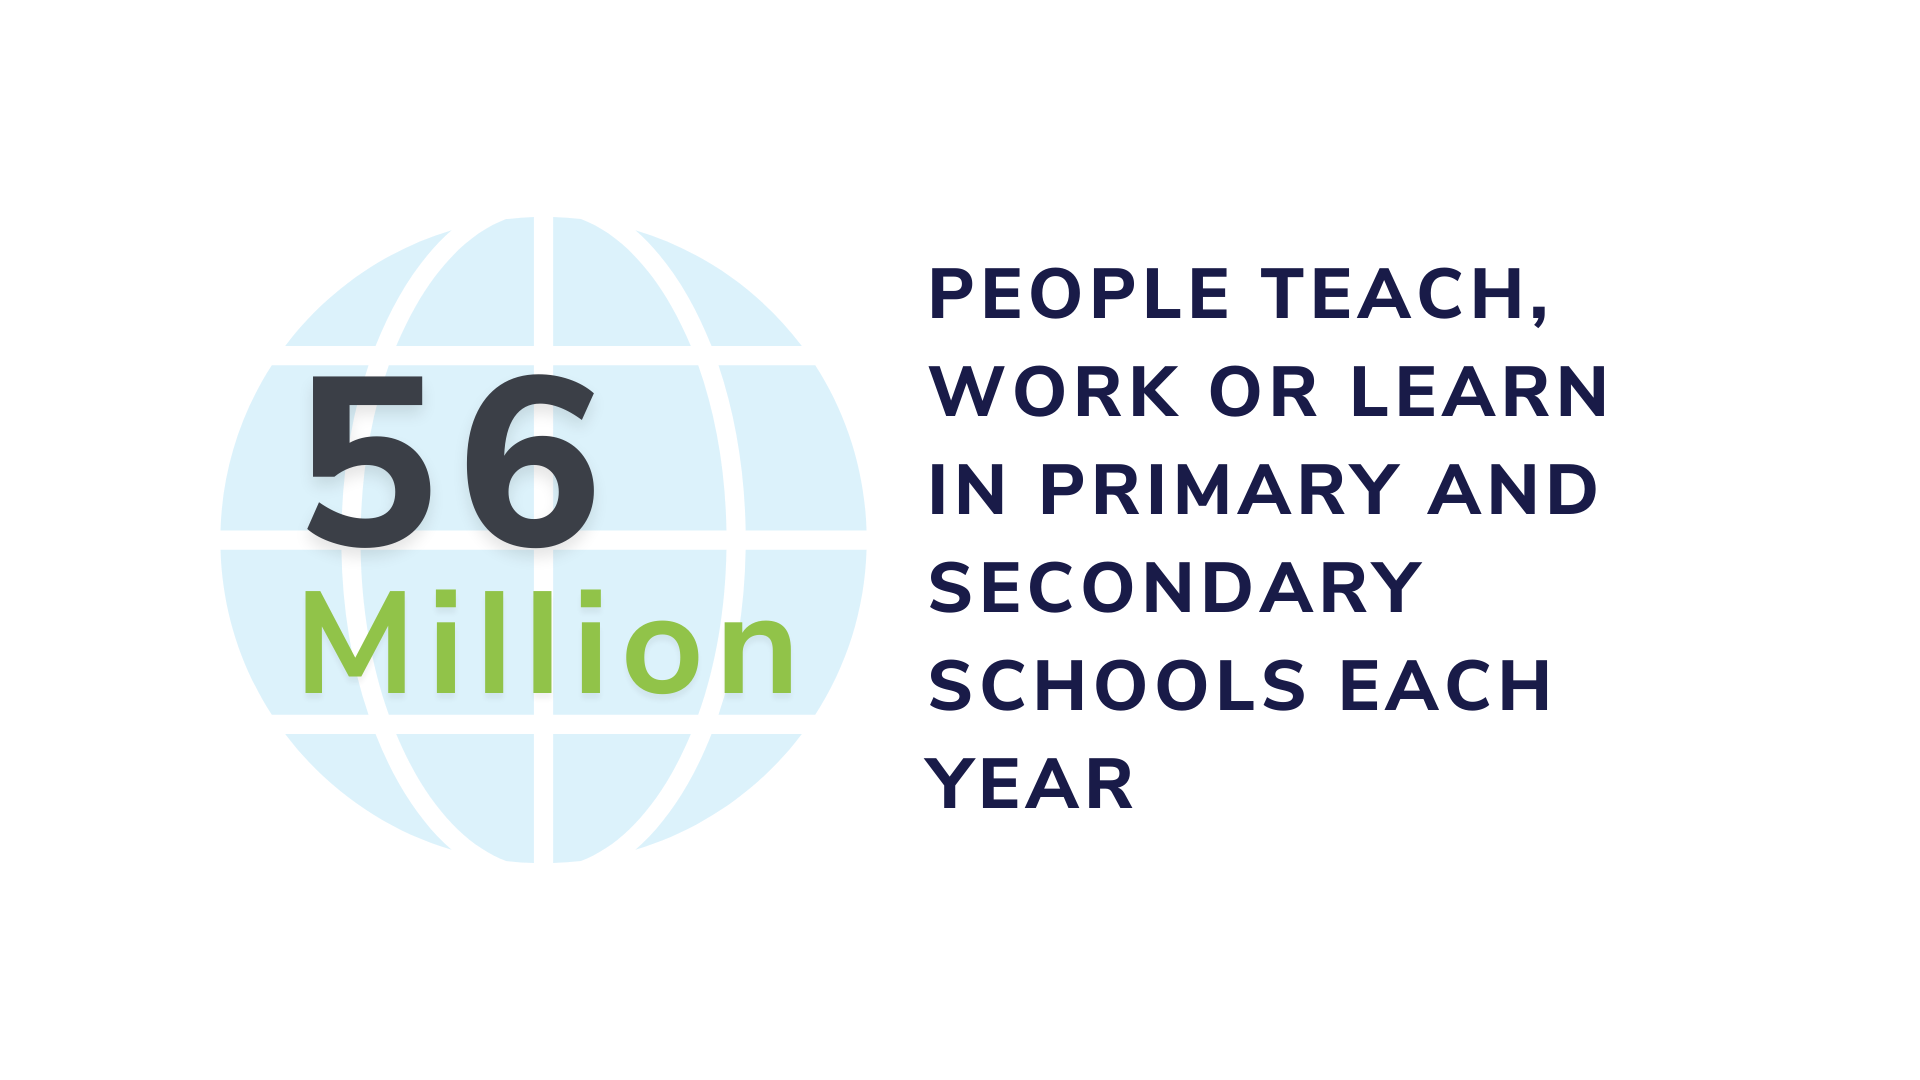 56
Million
PEOPLE TEACH,
WORK OR LEARN
IN PRIMARY AND
SECONDARY
SCHOOLS EACH
YEAR